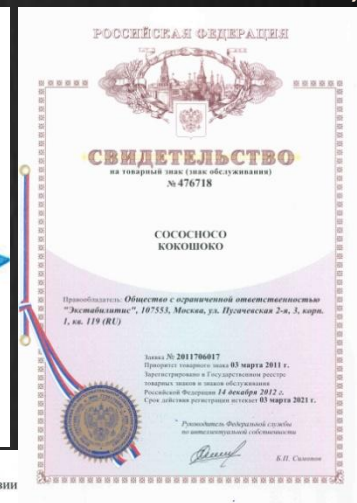 РОССИЙСКАЯ ФЕДЕРАЦИЯ
СВИДЕТЕЛЬСТВО
на товарный знак (знак обслуживания)
№ 476718
COCOCHOCO
КОКОШОКО
Правообладатель: Общество с ограниченной ответственностью
"Экстабилитис", 107553, Москва, ул. Пугачевская 2-я, 3, корп.
1, кв. 119 (RU)
Заявка № 2011706017
Приоритет товарного знака 03 марта 2011 г.
Зарегистрировано в Государственном реестре
товарных знаков и знаков обслуживания
Российской Федерации 14 декабря 2012 г.
Срок действия регистрации истекает 03 марта 2021 г.
Руководитель Федеральной службы
по интеллектуальной собственности
Б.П. Симонов